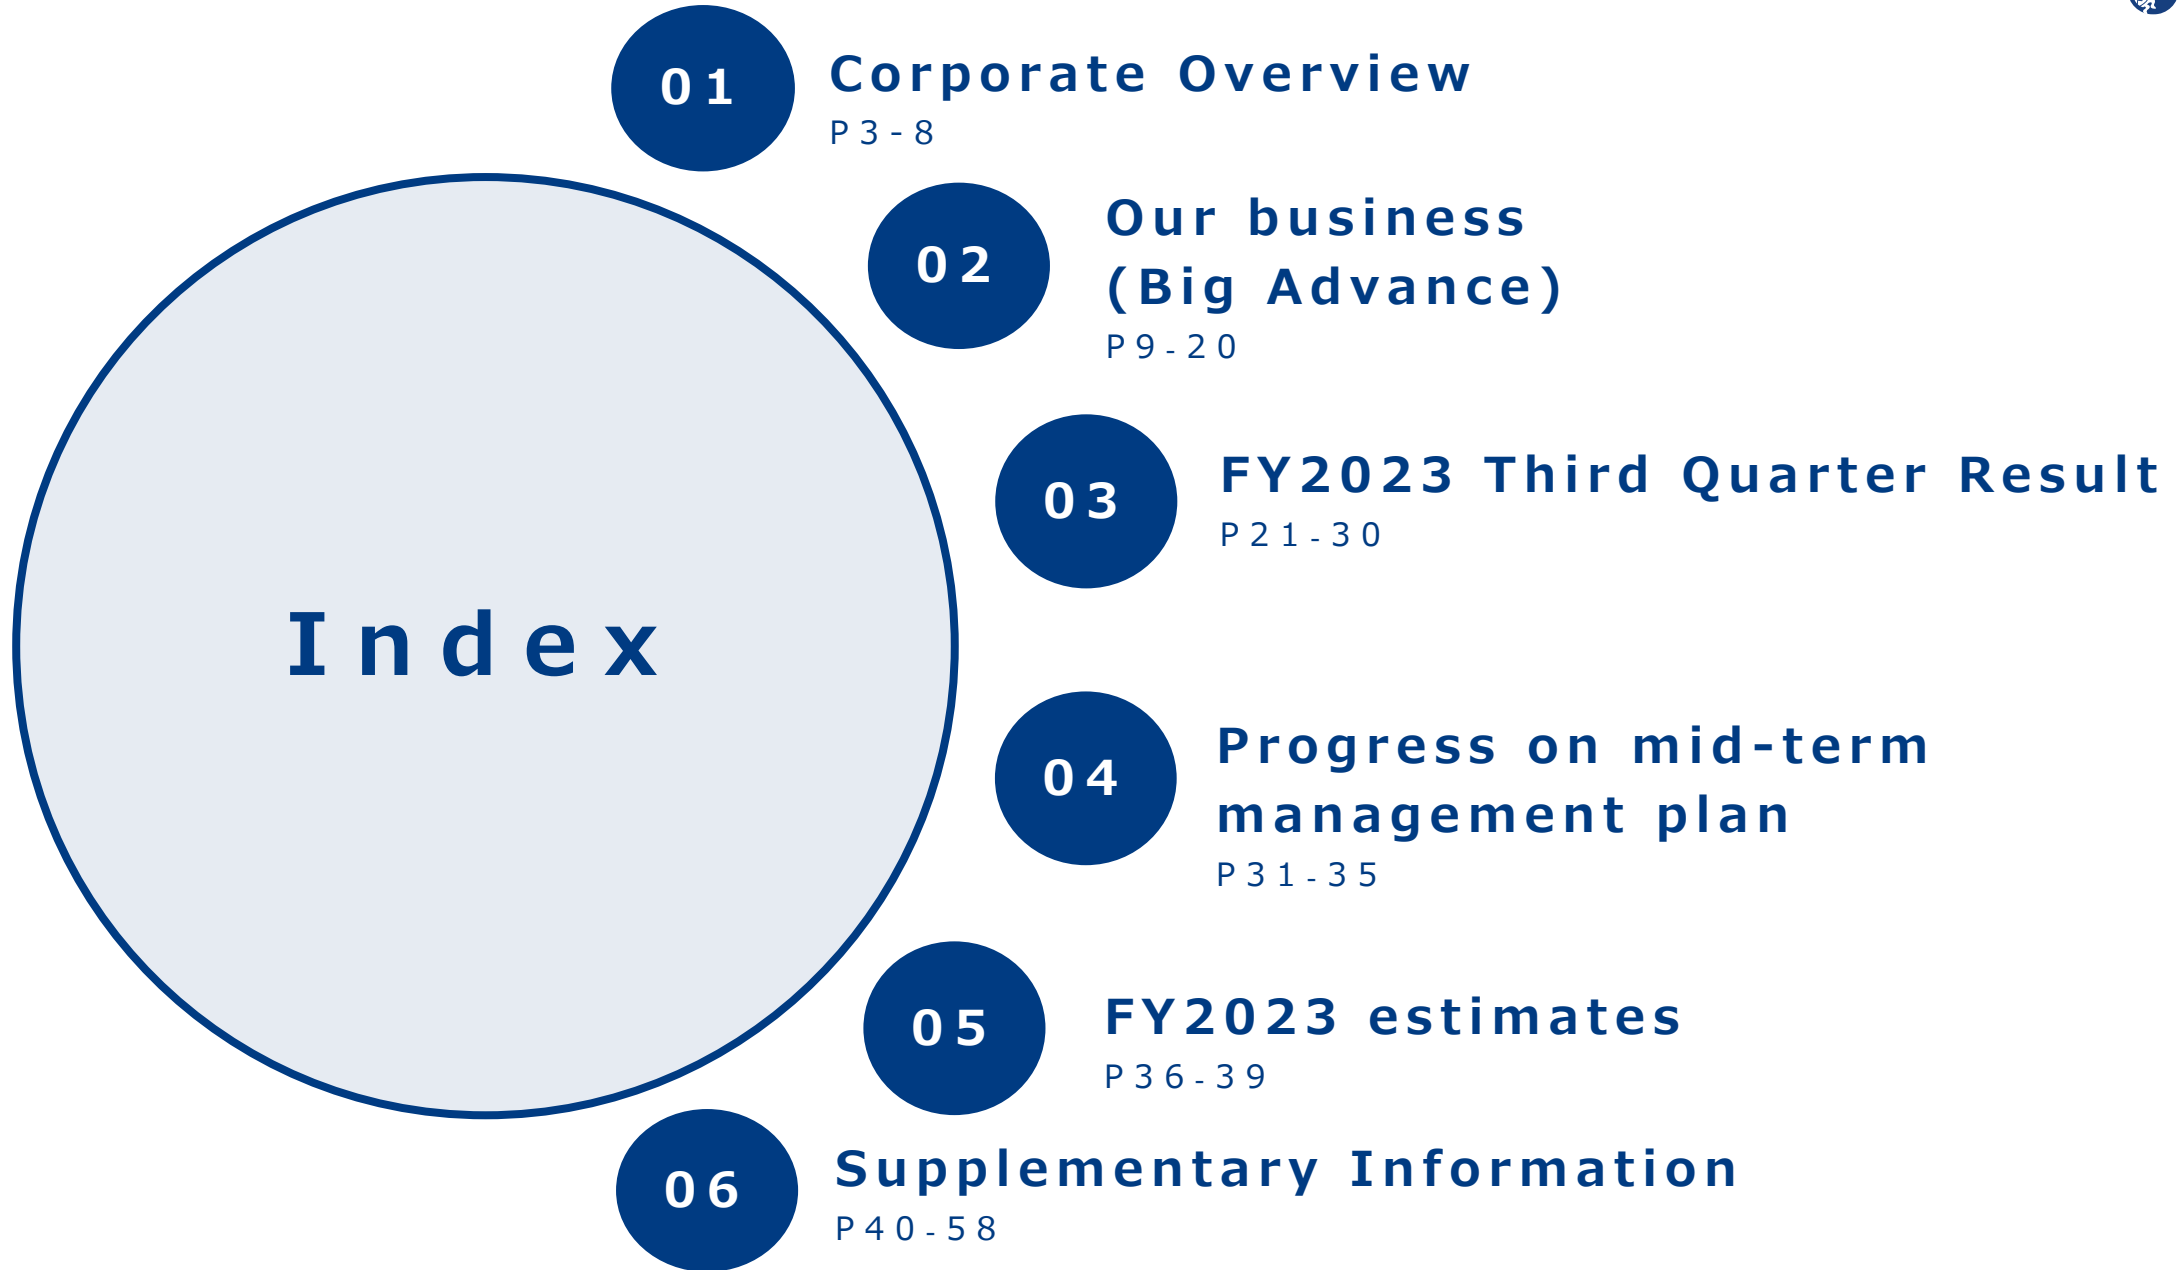 Index
01
Corporate Overview
P3-8
02
Our business
(Big Advance)
P9-20
03
FY2023 Third Quarter Result
P21-30
04
Progress on mid-term
management plan
P31-35
05
FY2023 estimates
P36-39
06
Supplementary Information
P40-58